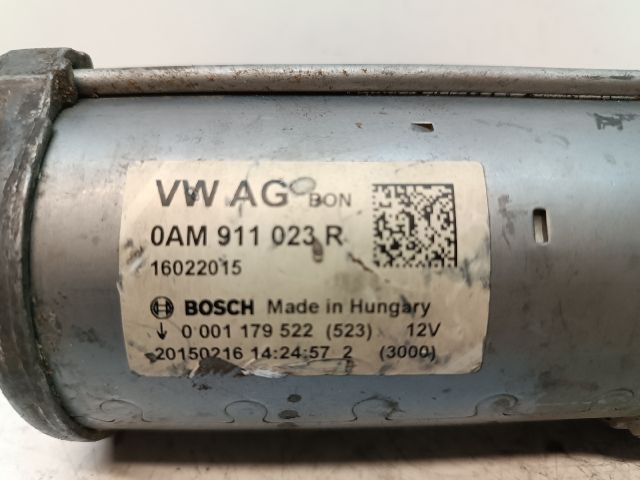 VW AG BON
0AM 911 023 R
16022015
BOSCH Made in Hungary
↓ 0 001 179 522 (523) 12V
20150216 14:24:57 2 (3000)